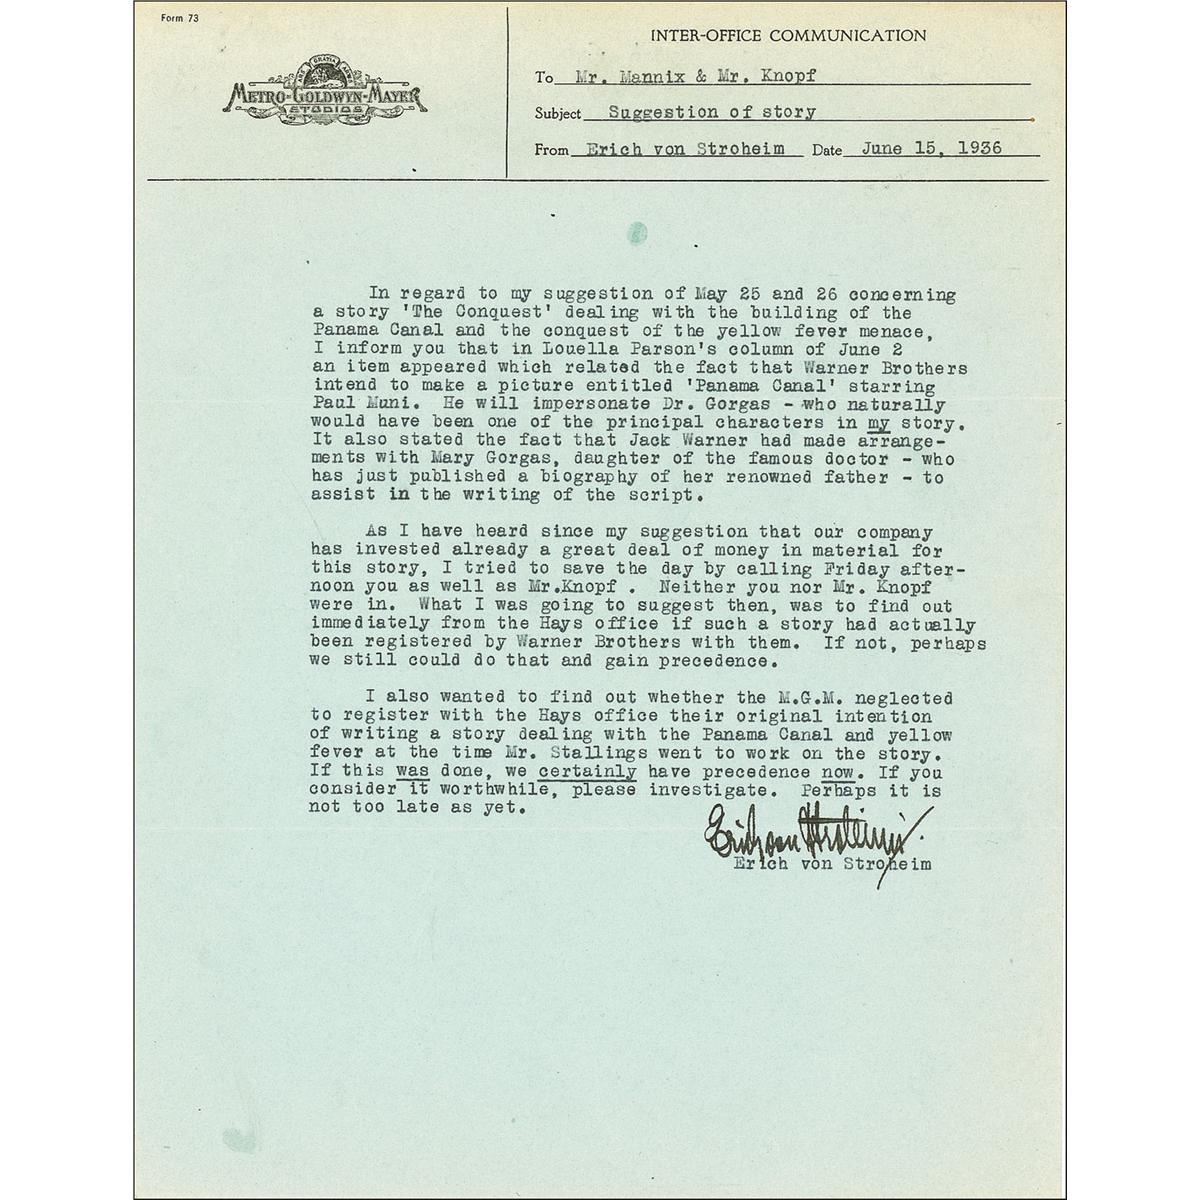 Form 73
INTER-OFFICE COMMUNICATION
ARS GRATIA ARTIS
METRO-GOLDWYN-MAYER
STUDIOS
To Mr. Mannix & Mr. Knopf
Subject Suggestion of story
From Erich von Stroheim Date June 15, 1936
In regard to my suggestion of May 25 and 26 concerning
a story 'The Conquest' dealing with the building of the
Panama Canal and the conquest of the yellow fever menace,
I inform you that in Louella Parson's column of June 2
an item appeared which related the fact that Warner Brothers
intend to make a picture entitled 'Panama Canal' starring
Paul Muni. He will impersonate Dr. Gorgas - who naturally
would have been one of the principal characters in my story.
It also stated the fact that Jack Warner had made arrange-
ments with Mary Gorgas, daughter of the famous doctor - who
has just published a biography of her renowned father - to
assist in the writing of the script.
As I have heard since my suggestion that our company
has invested already a great deal of money in material for
this story, I tried to save the day by calling Friday after-
noon you as well as Mr.Knopf . Neither you nor Mr. Knopf
were in. What I was going to suggest then, was to find out
immediately from the Hays office if such a story had actually
been registered by Warner Brothers with them. If not, perhaps
we still could do that and gain precedence.
I also wanted to find out whether the M.G.M. neglected
to register with the Hays office their original intention
of writing a story dealing with the Panama Canal and yellow
fever at the time Mr. Stallings went to work on the story.
If this was done, we certainly have precedence now. If you
consider it worthwhile, please investigate. Perhaps it is
not too late as yet.
Erich von Stroheim
Erich von Stroheim